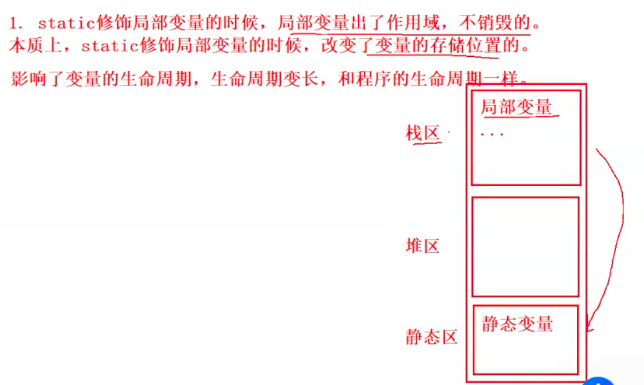 1. static修饰局部变量的时候，局部变量出了作用域，不销毁的。
本质上，static修饰局部变量的时候，改变了变量的存储位置的。
影响了变量的生命周期，生命周期变长，和程序的生命周期一样。
局部变量
栈区
...
堆区
静态变量
静态区